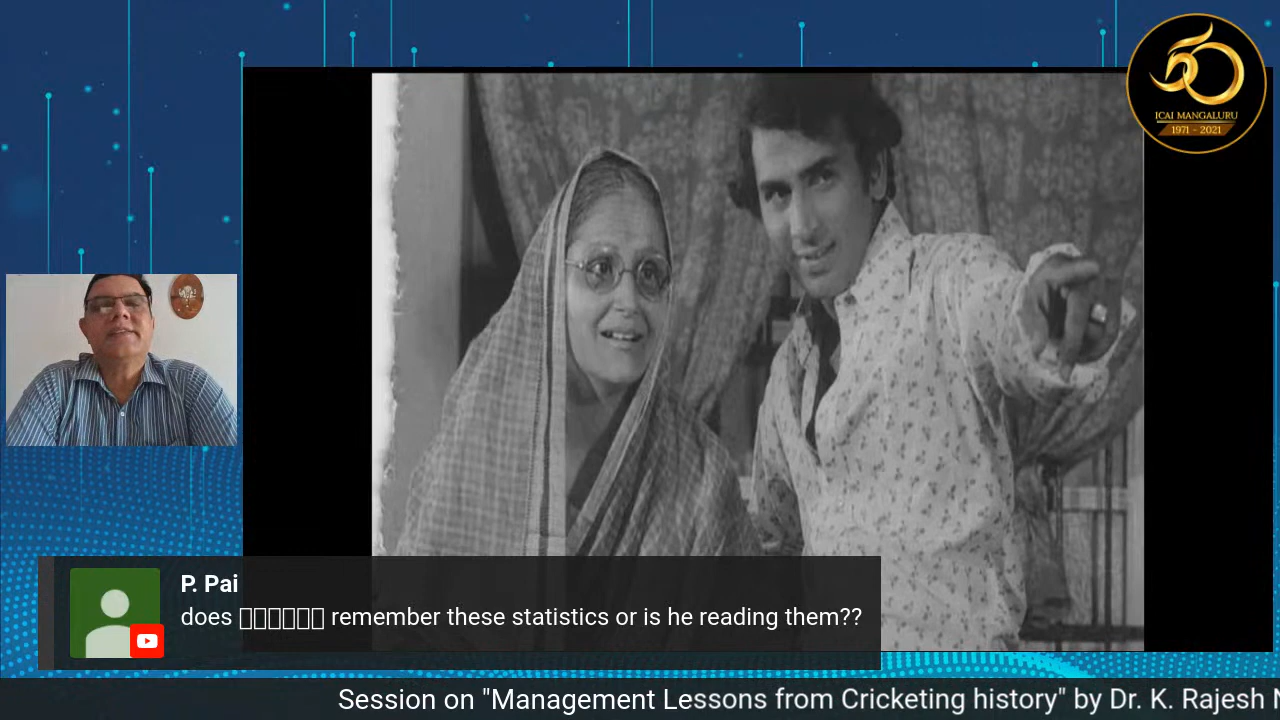 50
ICAI MANGALURU
1971 - 2021
P. Pai
does remember these statistics or is he reading them??
Session on "Management Lessons from Cricketing history" by Dr. K. Rajesh